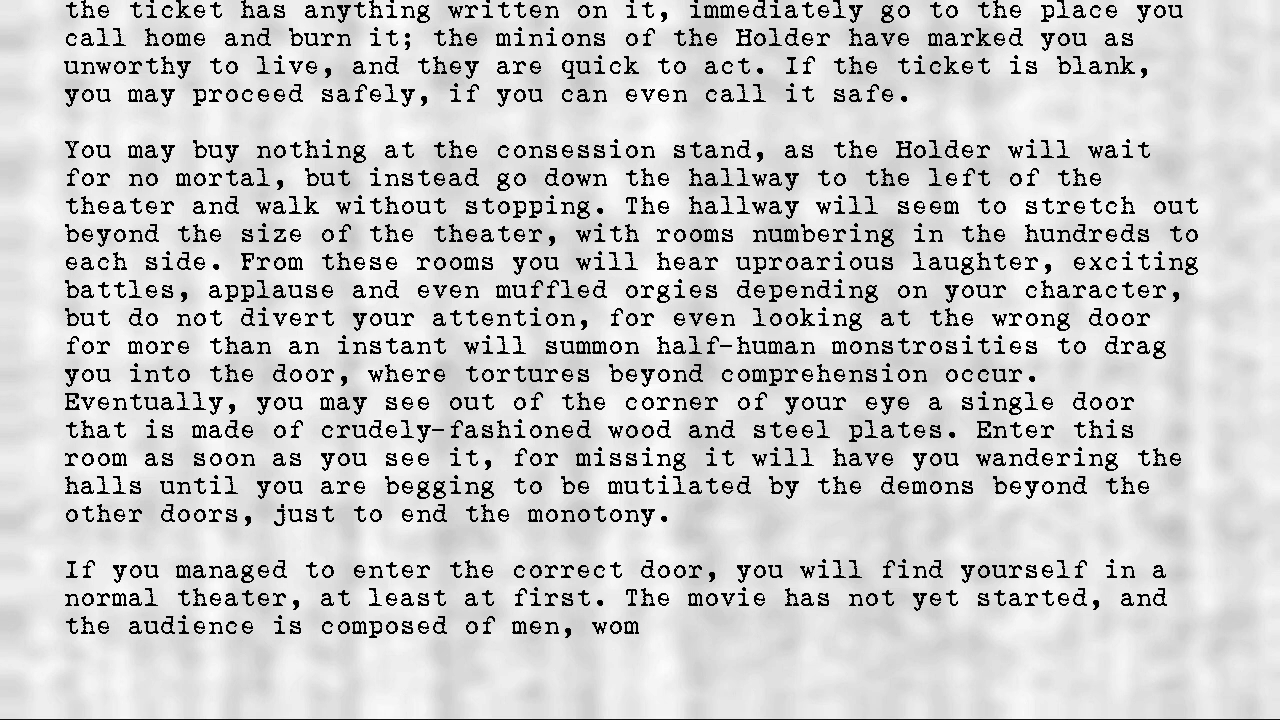 the ticket has anything written on it, immediately go to the place you
call home and burn it; the minions of the Holder have marked you as
unworthy to live, and they are quick to act. If the ticket is blank,
you may proceed safely, if you can even call it safe.
You may buy nothing at the consession stand, as the Holder will wait
for no mortal, but instead go down the hallway to the left of the
theater and walk without stopping. The hallway will seem to stretch out
beyond the size of the theater, with rooms numbering in the hundreds to
each side. From these rooms you will hear uproarious laughter, exciting
battles, applause and even muffled orgies depending on your character,
but do not divert your attention, for even looking at the wrong door
for more than an instant will summon half-human monstrosities to drag
you into the door, where tortures beyond comprehension occur.
Eventually, you may see out of the corner of your eye a single door
that is made of crudely-fashioned wood and steel plates. Enter this
room as soon as you see it, for missing it will have you wandering the
halls until you are begging to be mutilated by the demons beyond the
other doors, just to end the monotony.
If you managed to enter the correct door, you will find yourself in a
normal theater, at least at first. The movie has not yet started, and
the audience is composed of men, wom